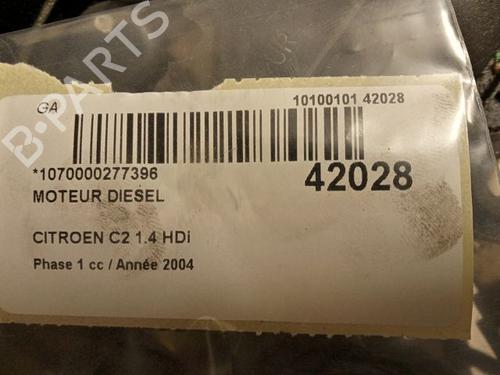 GA
10100101 42028
*1070000277396
42028
MOTEUR DIESEL
CITROEN C2 1.4 HDi
Phase 1 cc / Année 2004
B-PARTS